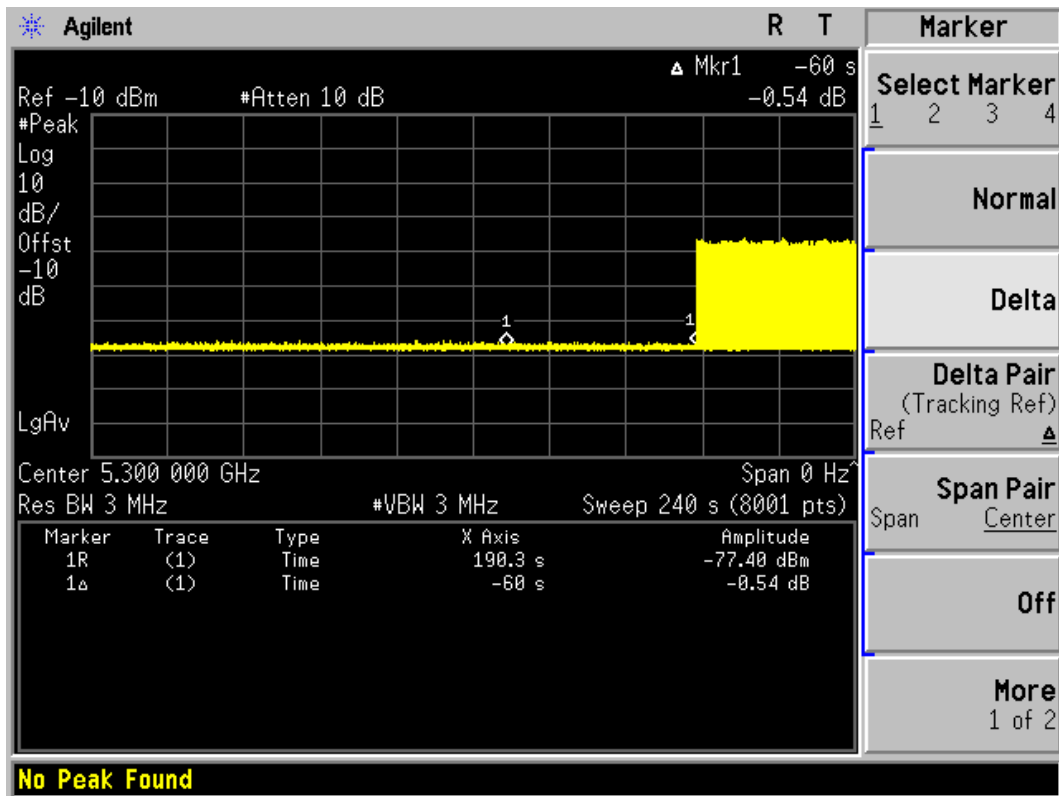 Agilent R T
Δ Mkr1 -60 s
Ref -10 dBm #Atten 10 dB -0.54 dB
#Peak
Log
10
dB/
Offst
-10
dB
1 1
LgAv
Center 5.300 000 GHz Span 0 Hz^
Res BW 3 MHz #VBW 3 MHz Sweep 240 s (8001 pts)
Marker Trace Type X Axis Amplitude
1R (1) Time 190.3 s -77.40 dBm
1Δ (1) Time -60 s -0.54 dB
No Peak Found
Marker
Select Marker
1 2 3 4
Normal
Delta
Delta Pair
(Tracking Ref)
Ref Δ
Span Pair
Span Center
Off
More
1 of 2